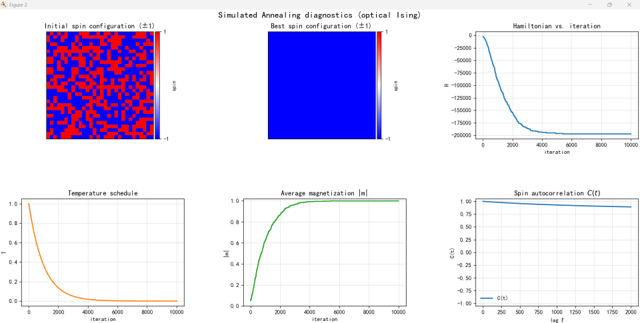 Figure 2
Simulated Annealing diagnostics (optical Ising)
Initial spin configuration (±1)
1
spin
-1
Best spin configuration (±1)
1
spin
-1
Hamiltonian vs. iteration
0
-25000
-50000
-75000
-100000
-125000
-150000
-175000
-200000
H
0 2000 4000 6000 8000 10000
iteration
Temperature schedule
1.0
0.8
0.6
0.4
0.2
0.0
T
0 2000 4000 6000 8000 10000
iteration
Average magnetization |m|
1.0
0.8
0.6
0.4
0.2
0.0
|m|
0 2000 4000 6000 8000 10000
iteration
Spin autocorrelation C(t)
1.00
0.75
0.50
0.25
0.00
-0.25
-0.50
-0.75
-1.00
C(t)
C(t)
0 250 500 750 1000 1250 1500 1750 2000
lag t